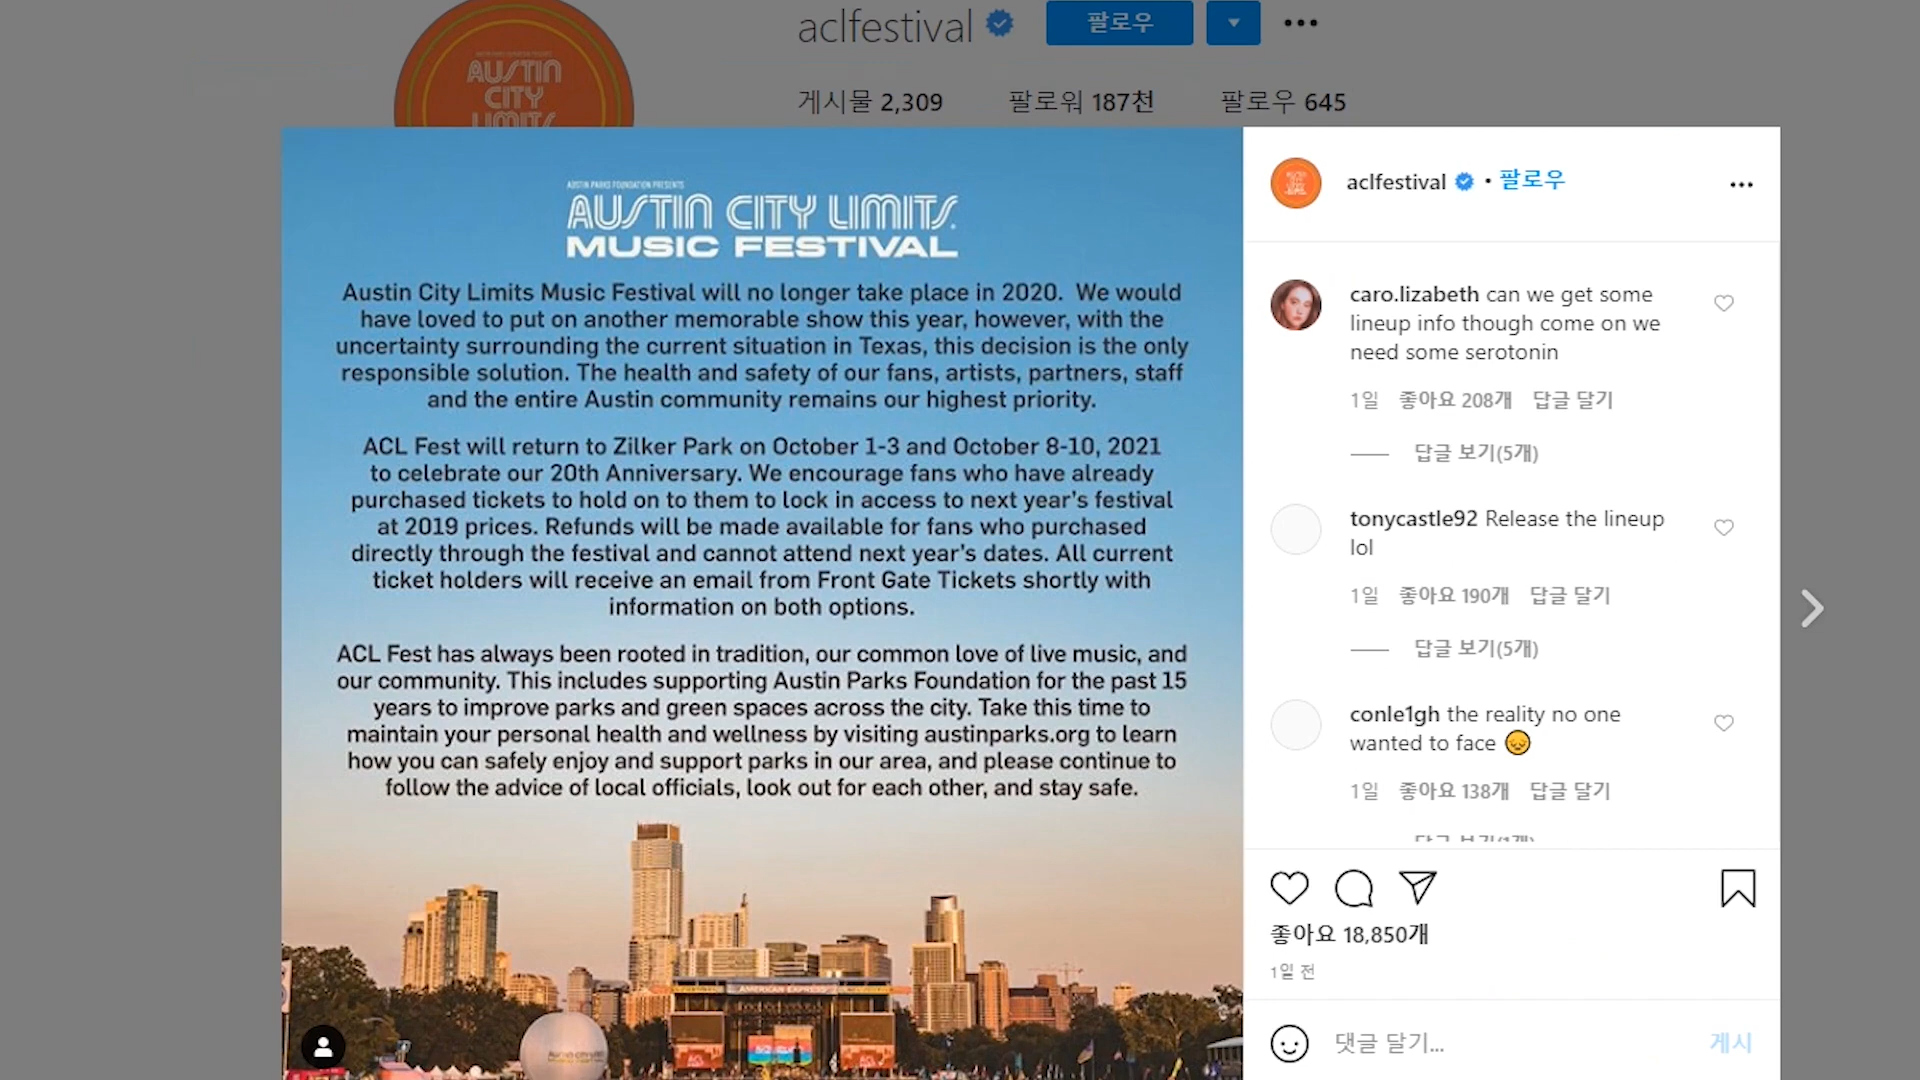 aclfestival 팔로우
게시물 2,309 팔로워 187천 팔로우 645
AUSTIN
CITY
LIMITS
AUSTIN PARKS FOUNDATION PRESENTS
AUSTIN CITY LIMITS
MUSIC FESTIVAL
Austin City Limits Music Festival will no longer take place in 2020. We would
have loved to put on another memorable show this year, however, with the
uncertainty surrounding the current situation in Texas, this decision is the only
responsible solution. The health and safety of our fans, artists, partners, staff
and the entire Austin community remains our highest priority.
ACL Fest will return to Zilker Park on October 1-3 and October 8-10, 2021
to celebrate our 20th Anniversary. We encourage fans who have already
purchased tickets to hold on to them to lock in access to next year's festival
at 2019 prices. Refunds will be made available for fans who purchased
directly through the festival and cannot attend next year's dates. All current
ticket holders will receive an email from Front Gate Tickets shortly with
information on both options.
ACL Fest has always been rooted in tradition, our common love of live music, and
our community. This includes supporting Austin Parks Foundation for the past 15
years to improve parks and green spaces across the city. Take this time to
maintain your personal health and wellness by visiting austinparks.org to learn
how you can safely enjoy and support parks in our area, and please continue to
follow the advice of local officials, look out for each other, and stay safe.
AMERICAN EXPRESS
aclfestival • 팔로우
caro.lizabeth can we get some
lineup info though come on we
need some serotonin
1일 좋아요 208개 답글 달기
답글 보기(5개)
tonycastle92 Release the lineup
lol
1일 좋아요 190개 답글 달기
답글 보기(5개)
conle1gh the reality no one
wanted to face 😔
1일 좋아요 138개 답글 달기
답글 보기(1개)
좋아요 18,850개
1일 전
댓글 달기... 게시